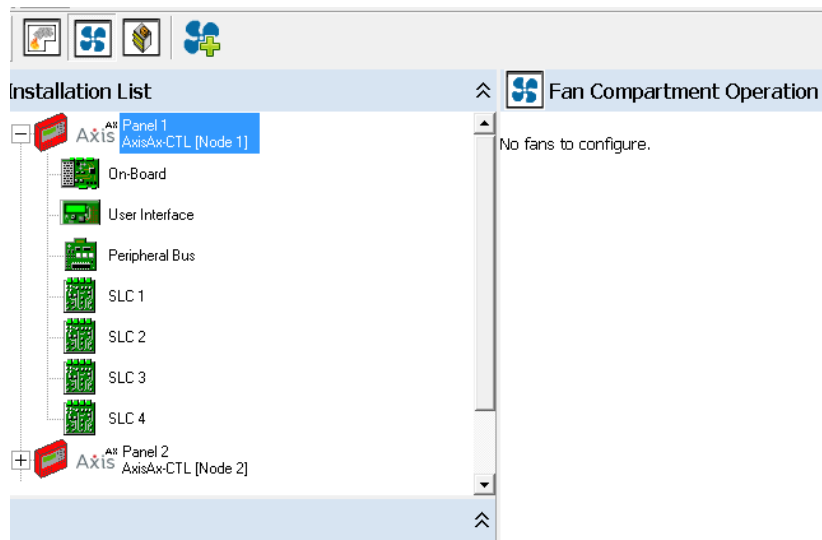 Installation List
Fan Compartment Operation
No fans to configure.
Axis AX Panel 1
AxisAx-CTL [Node 1]
On-Board
User Interface
Peripheral Bus
SLC 1
SLC 2
SLC 3
SLC 4
Axis AX Panel 2
AxisAx-CTL [Node 2]